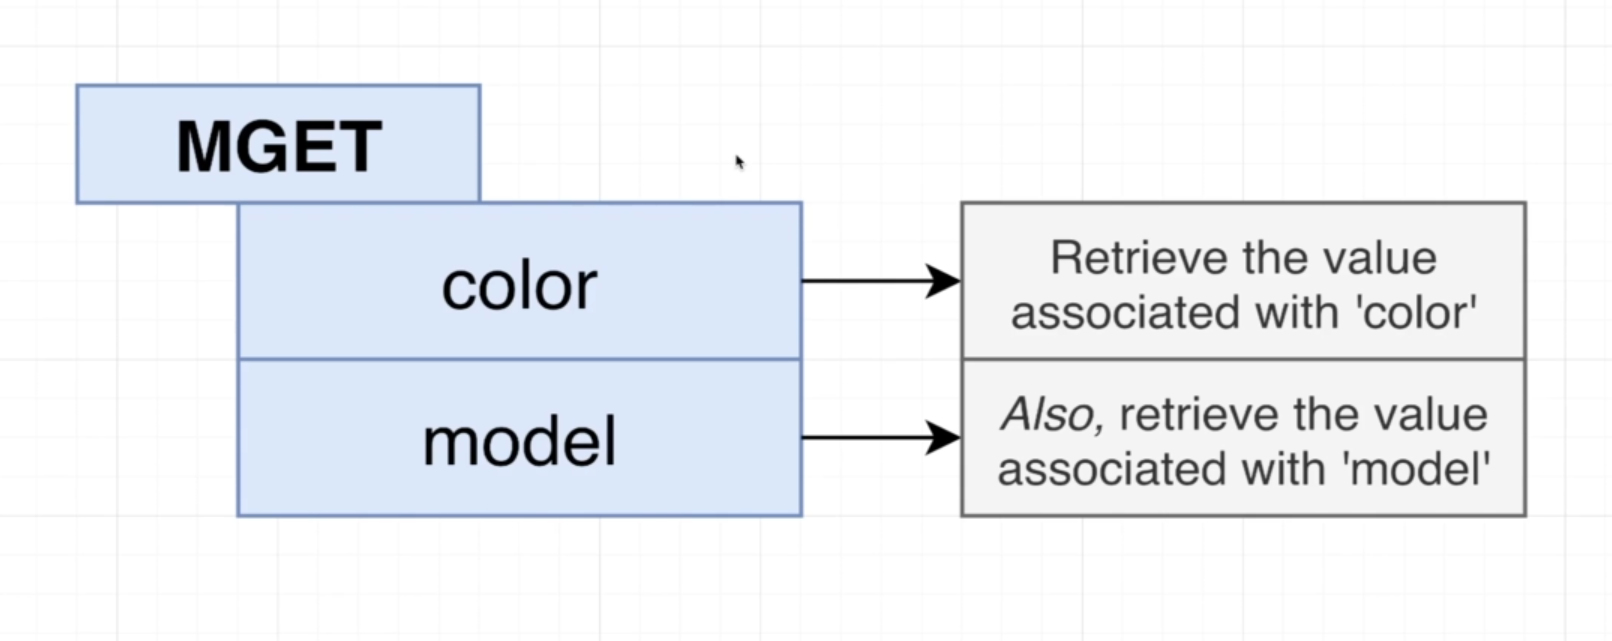 MGET
color
Retrieve the value
associated with 'color'
model
Also, retrieve the value
associated with 'model'